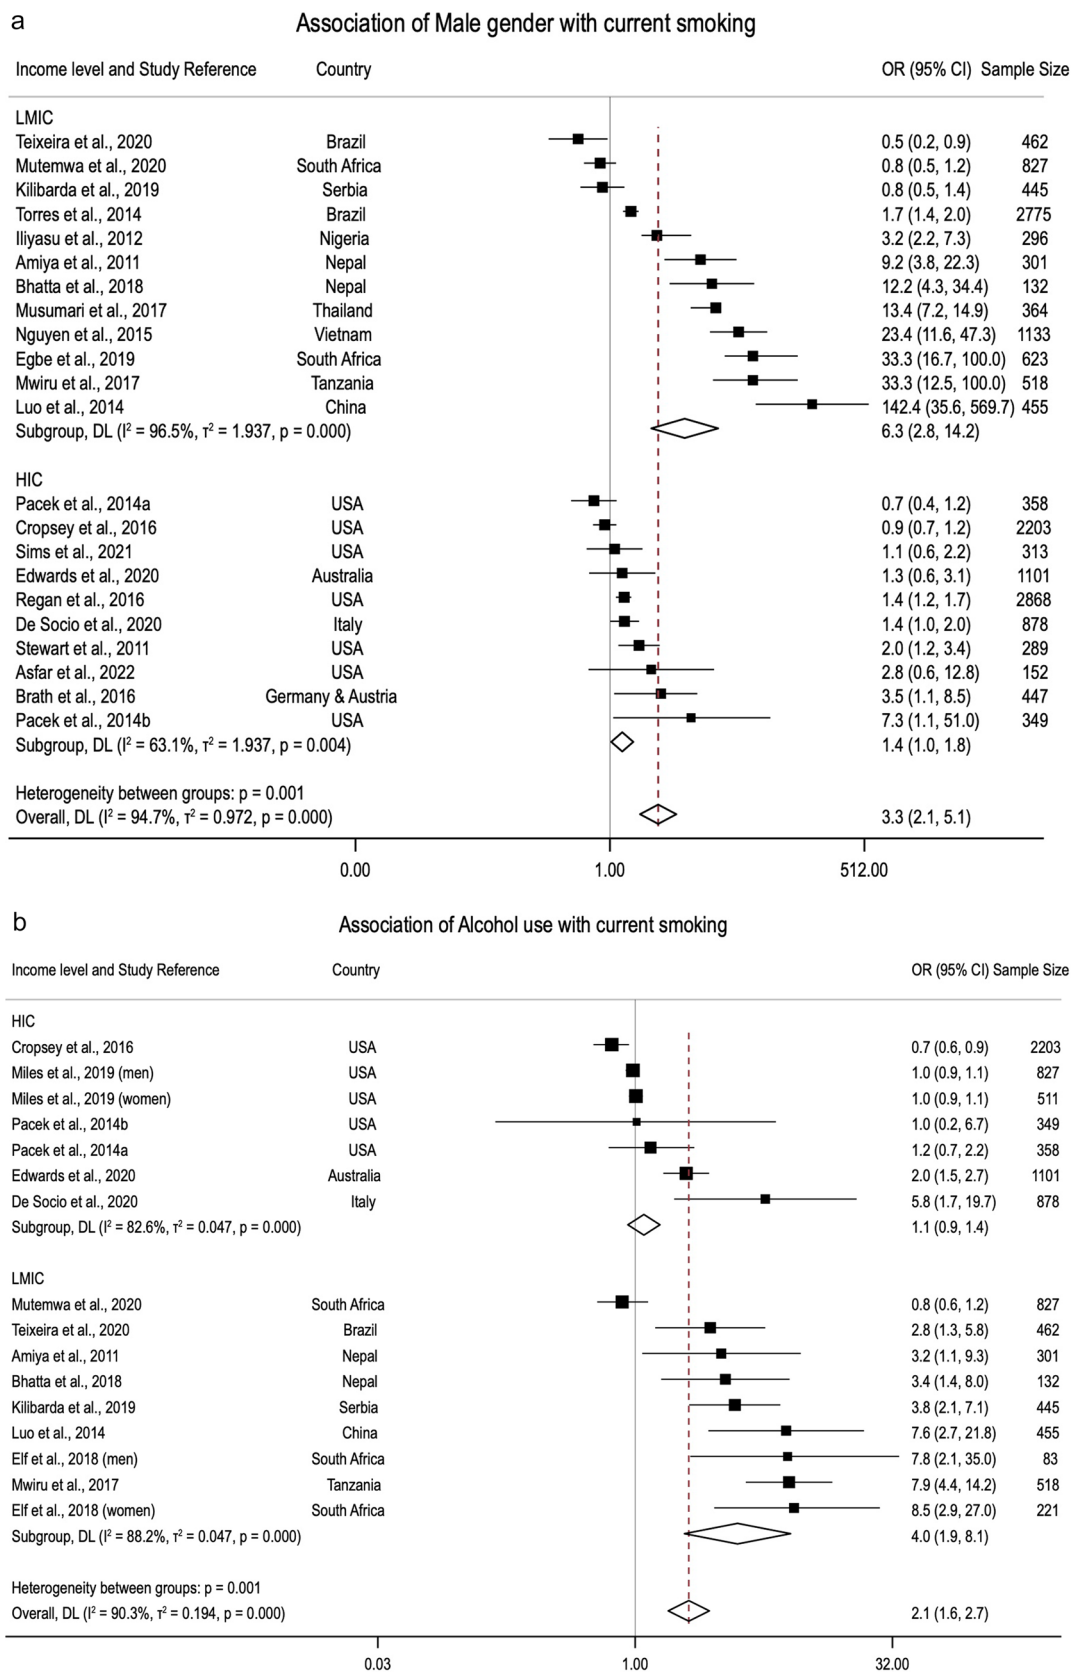 a
Association of Male gender with current smoking
Income level and Study Reference Country OR (95% CI) Sample Size
LMIC
Teixeira et al., 2020 Brazil 0.5 (0.2, 0.9) 462
Mutemwa et al., 2020 South Africa 0.8 (0.5, 1.2) 827
Kilibarda et al., 2019 Serbia 0.8 (0.5, 1.4) 445
Torres et al., 2014 Brazil 1.7 (1.4, 2.0) 2775
Iliyasu et al., 2012 Nigeria 3.2 (2.2, 7.3) 296
Amiya et al., 2011 Nepal 9.2 (3.8, 22.3) 301
Bhatta et al., 2018 Nepal 12.2 (4.3, 34.4) 132
Musumari et al., 2017 Thailand 13.4 (7.2, 14.9) 364
Nguyen et al., 2015 Vietnam 23.4 (11.6, 47.3) 1133
Egbe et al., 2019 South Africa 33.3 (16.7, 100.0) 623
Mwiru et al., 2017 Tanzania 33.3 (12.5, 100.0) 518
Luo et al., 2014 China 142.4 (35.6, 569.7) 455
Subgroup, DL (I² = 96.5%, τ² = 1.937, p = 0.000) 6.3 (2.8, 14.2)
HIC
Pacek et al., 2014a USA 0.7 (0.4, 1.2) 358
Cropsey et al., 2016 USA 0.9 (0.7, 1.2) 2203
Sims et al., 2021 USA 1.1 (0.6, 2.2) 313
Edwards et al., 2020 Australia 1.3 (0.6, 3.1) 1101
Regan et al., 2016 USA 1.4 (1.2, 1.7) 2868
De Socio et al., 2020 Italy 1.4 (1.0, 2.0) 878
Stewart et al., 2011 USA 2.0 (1.2, 3.4) 289
Asfar et al., 2022 USA 2.8 (0.6, 12.8) 152
Brath et al., 2016 Germany & Austria 3.5 (1.1, 8.5) 447
Pacek et al., 2014b USA 7.3 (1.1, 51.0) 349
Subgroup, DL (I² = 63.1%, τ² = 1.937, p = 0.004) 1.4 (1.0, 1.8)
Heterogeneity between groups: p = 0.001
Overall, DL (I² = 94.7%, τ² = 0.972, p = 0.000) 3.3 (2.1, 5.1)
0.00 1.00 512.00
b
Association of Alcohol use with current smoking
Income level and Study Reference Country OR (95% CI) Sample Size
HIC
Cropsey et al., 2016 USA 0.7 (0.6, 0.9) 2203
Miles et al., 2019 (men) USA 1.0 (0.9, 1.1) 827
Miles et al., 2019 (women) USA 1.0 (0.9, 1.1) 511
Pacek et al., 2014b USA 1.0 (0.2, 6.7) 349
Pacek et al., 2014a USA 1.2 (0.7, 2.2) 358
Edwards et al., 2020 Australia 2.0 (1.5, 2.7) 1101
De Socio et al., 2020 Italy 5.8 (1.7, 19.7) 878
Subgroup, DL (I² = 82.6%, τ² = 0.047, p = 0.000) 1.1 (0.9, 1.4)
LMIC
Mutemwa et al., 2020 South Africa 0.8 (0.6, 1.2) 827
Teixeira et al., 2020 Brazil 2.8 (1.3, 5.8) 462
Amiya et al., 2011 Nepal 3.2 (1.1, 9.3) 301
Bhatta et al., 2018 Nepal 3.4 (1.4, 8.0) 132
Kilibarda et al., 2019 Serbia 3.8 (2.1, 7.1) 445
Luo et al., 2014 China 7.6 (2.7, 21.8) 455
Elf et al., 2018 (men) South Africa 7.8 (2.1, 35.0) 83
Mwiru et al., 2017 Tanzania 7.9 (4.4, 14.2) 518
Elf et al., 2018 (women) South Africa 8.5 (2.9, 27.0) 221
Subgroup, DL (I² = 88.2%, τ² = 0.047, p = 0.000) 4.0 (1.9, 8.1)
Heterogeneity between groups: p = 0.001
Overall, DL (I² = 90.3%, τ² = 0.194, p = 0.000) 2.1 (1.6, 2.7)
0.03 1.00 32.00